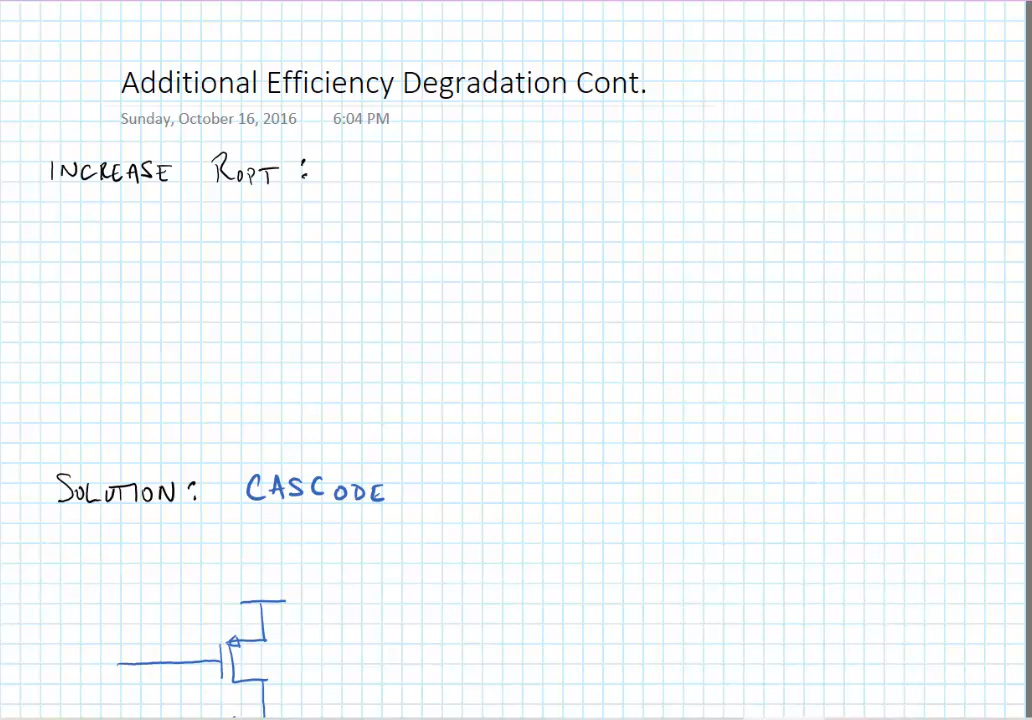 Additional Efficiency Degradation Cont.
Sunday, October 16, 2016 6:04 PM
INCREASE ROPT :
SOLUTION : CASCODE